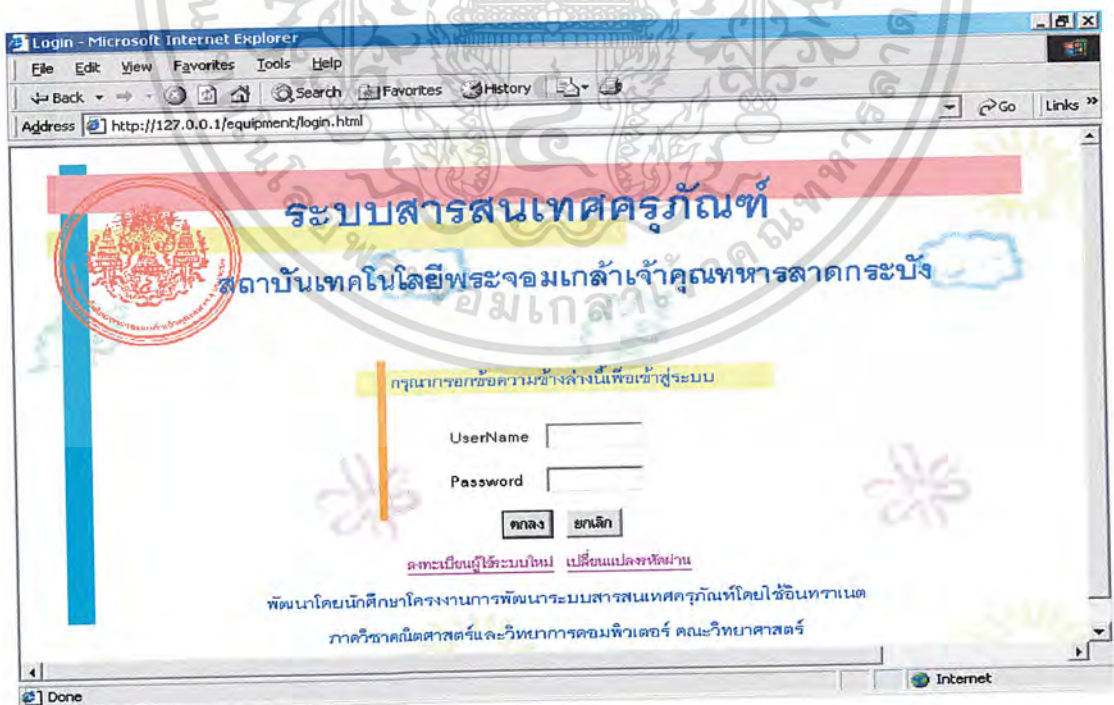 Login - Microsoft Internet Explorer
File Edit View Favorites Tools Help
Back Search Favorites History
Address http://127.0.0.1/equipment/login.html Go Links »
ระบบสารสนเทศครุภัณฑ์
สถาบันเทคโนโลยีพระจอมเกล้าเจ้าคุณทหารลาดกระบัง
กรุณากรอกข้อความข้างล่างนี้เพื่อเข้าสู่ระบบ
UserName
Password
ตกลง ยกเลิก
ลงทะเบียนผู้ใช้ระบบใหม่ เปลี่ยนแปลงรหัสผ่าน
พัฒนาโดยนักศึกษาโครงงานการพัฒนาระบบสารสนเทศครุภัณฑ์โดยใช้อินทราเนต
ภาควิชาคณิตศาสตร์และวิทยาการคอมพิวเตอร์ คณะวิทยาศาสตร์
Done Internet